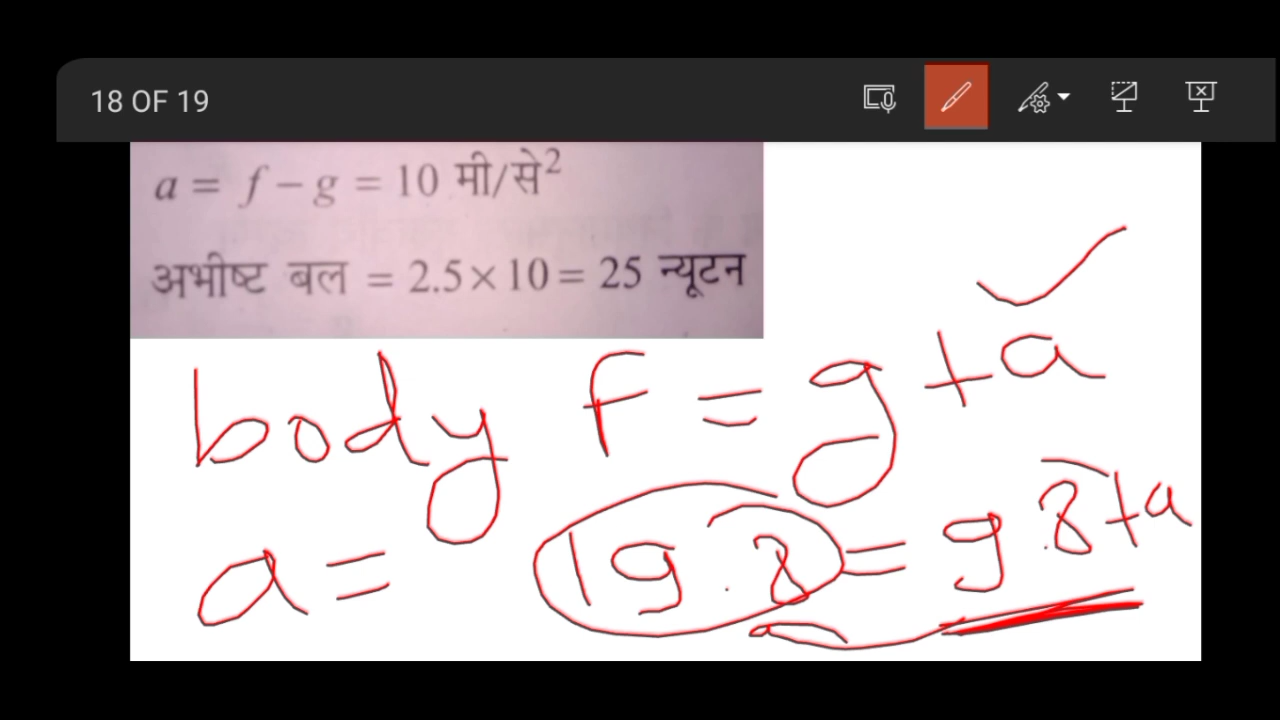 18 OF 19
a = f − g = 10 मी/से²
अभीष्ट बल = 2.5×10 = 25 न्यूटन
body f = g + a
a = 19.8 = 9.8 + a